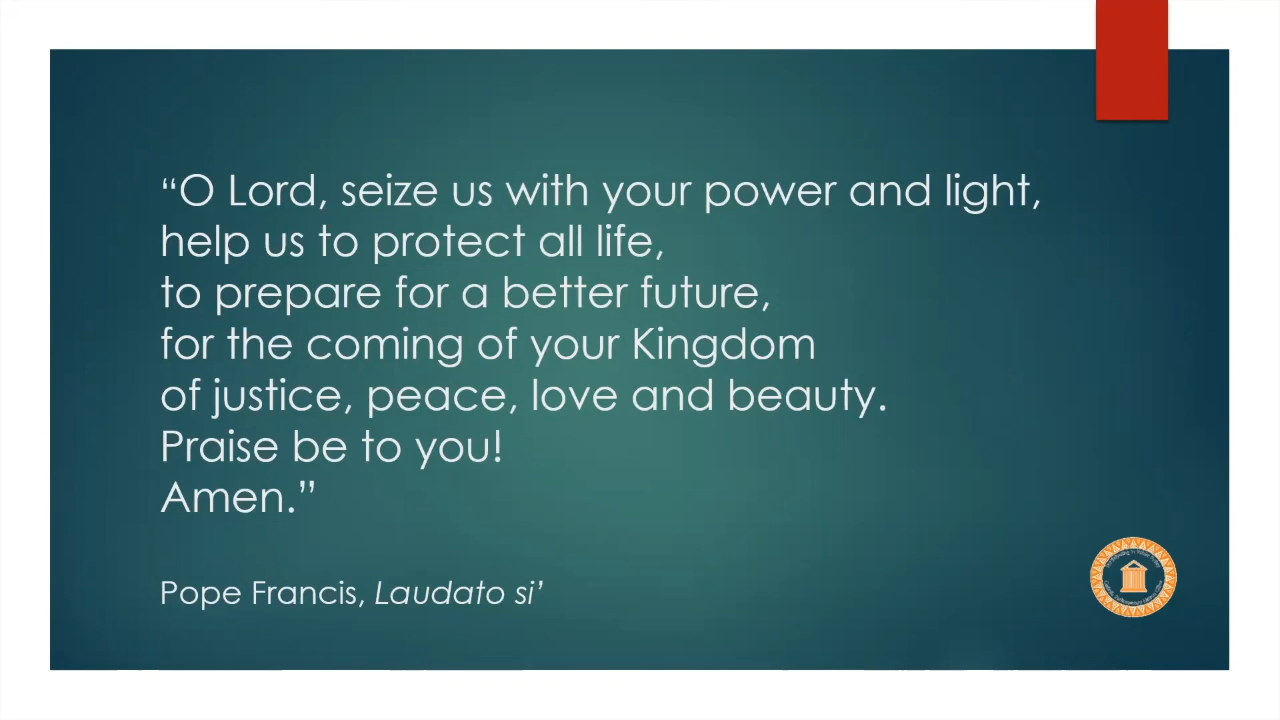 “O Lord, seize us with your power and light,
help us to protect all life,
to prepare for a better future,
for the coming of your Kingdom
of justice, peace, love and beauty.
Praise be to you!
Amen.”
Pope Francis, Laudato si’